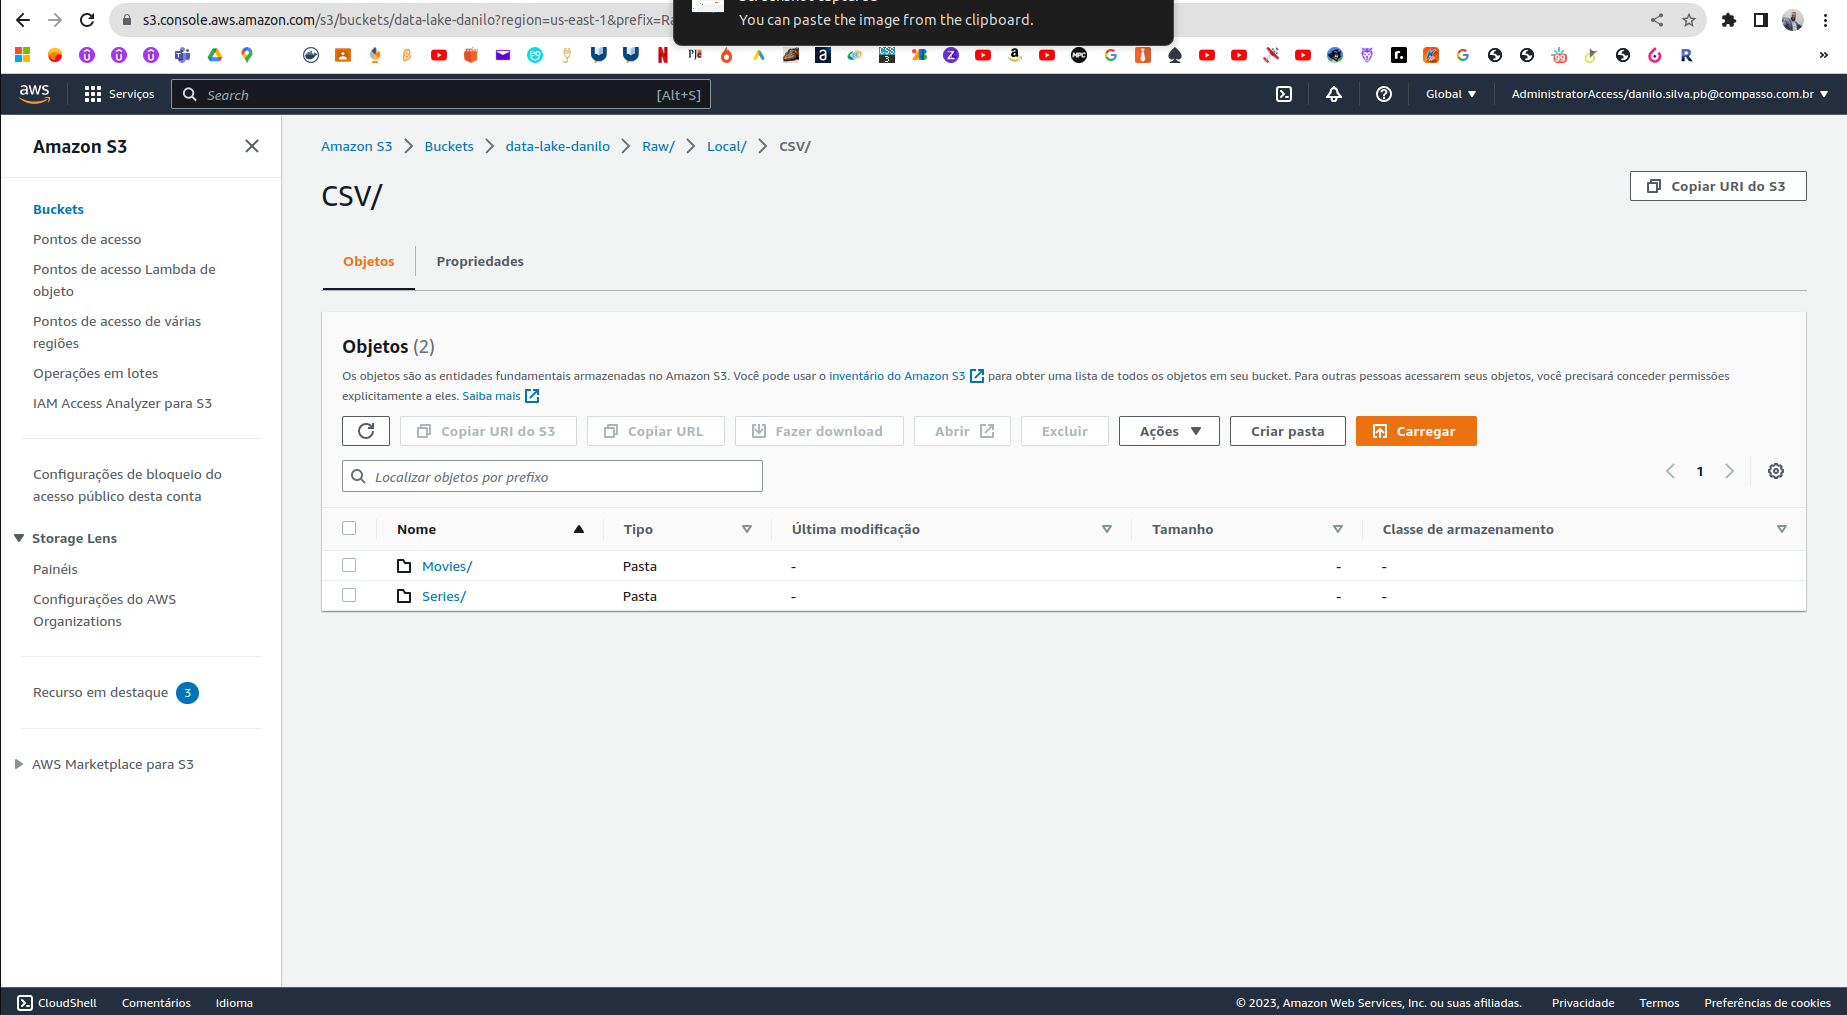 You can paste the image from the clipboard.
s3.console.aws.amazon.com/s3/buckets/data-lake-danilo?region=us-east-1&prefix=Ra
aws
Serviços
Search
[Alt+S]
Global
AdministratorAccess/danilo.silva.pb@compasso.com.br
Amazon S3
Buckets
Pontos de acesso
Pontos de acesso Lambda de
objeto
Pontos de acesso de várias
regiões
Operações em lotes
IAM Access Analyzer para S3
Configurações de bloqueio do
acesso público desta conta
Storage Lens
Painéis
Configurações do AWS
Organizations
Recurso em destaque 3
AWS Marketplace para S3
Amazon S3 Buckets data-lake-danilo Raw/ Local/ CSV/
CSV/
Copiar URI do S3
Objetos
Propriedades
Objetos (2)
Os objetos são as entidades fundamentais armazenadas no Amazon S3. Você pode usar o inventário do Amazon S3 para obter uma lista de todos os objetos em seu bucket. Para outras pessoas acessarem seus objetos, você precisará conceder permissões
explicitamente a eles. Saiba mais
Copiar URI do S3
Copiar URL
Fazer download
Abrir
Excluir
Ações
Criar pasta
Carregar
Localizar objetos por prefixo
1
Nome Tipo Última modificação Tamanho Classe de armazenamento
Movies/ Pasta - - -
Series/ Pasta - - -
CloudShell Comentários Idioma
© 2023, Amazon Web Services, Inc. ou suas afiliadas. Privacidade Termos Preferências de cookies